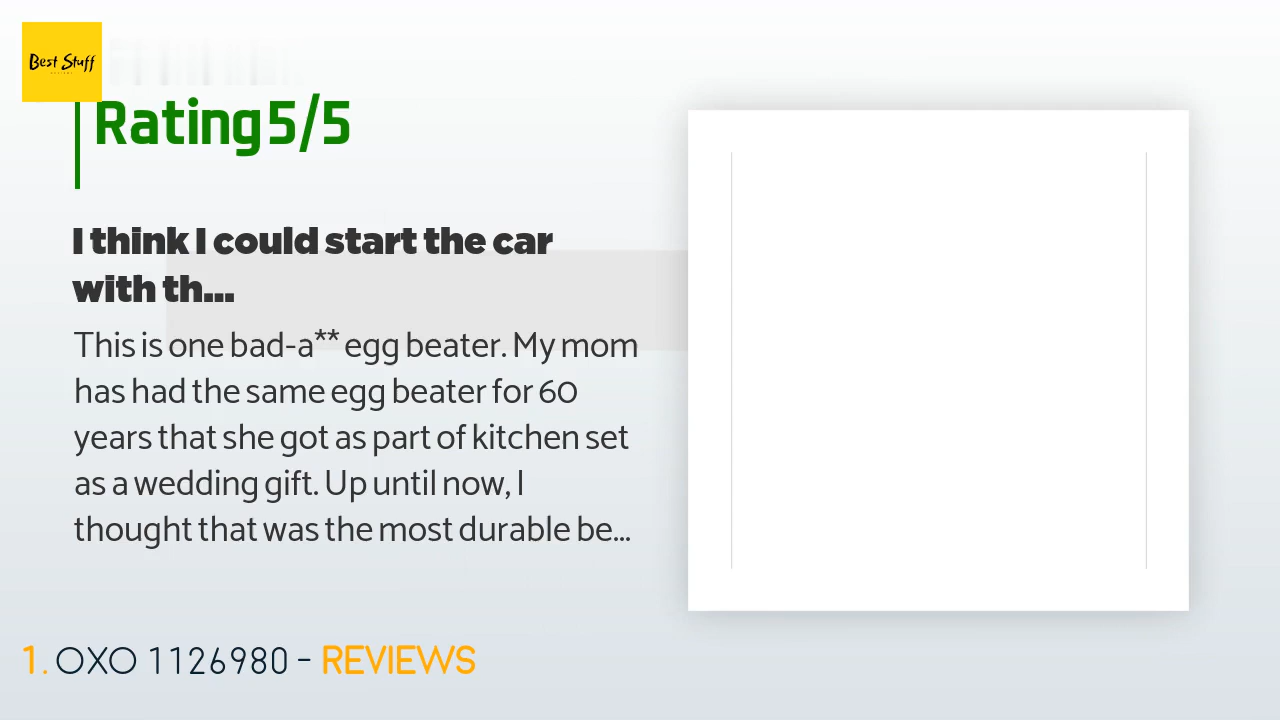 Best Stuff
Rating 5/5
I think I could start the car
with th...
This is one bad-a** egg beater. My mom
has had the same egg beater for 60
years that she got as part of kitchen set
as a wedding gift. Up until now, I
thought that was the most durable be...
1. OXO 1126980 - REVIEWS